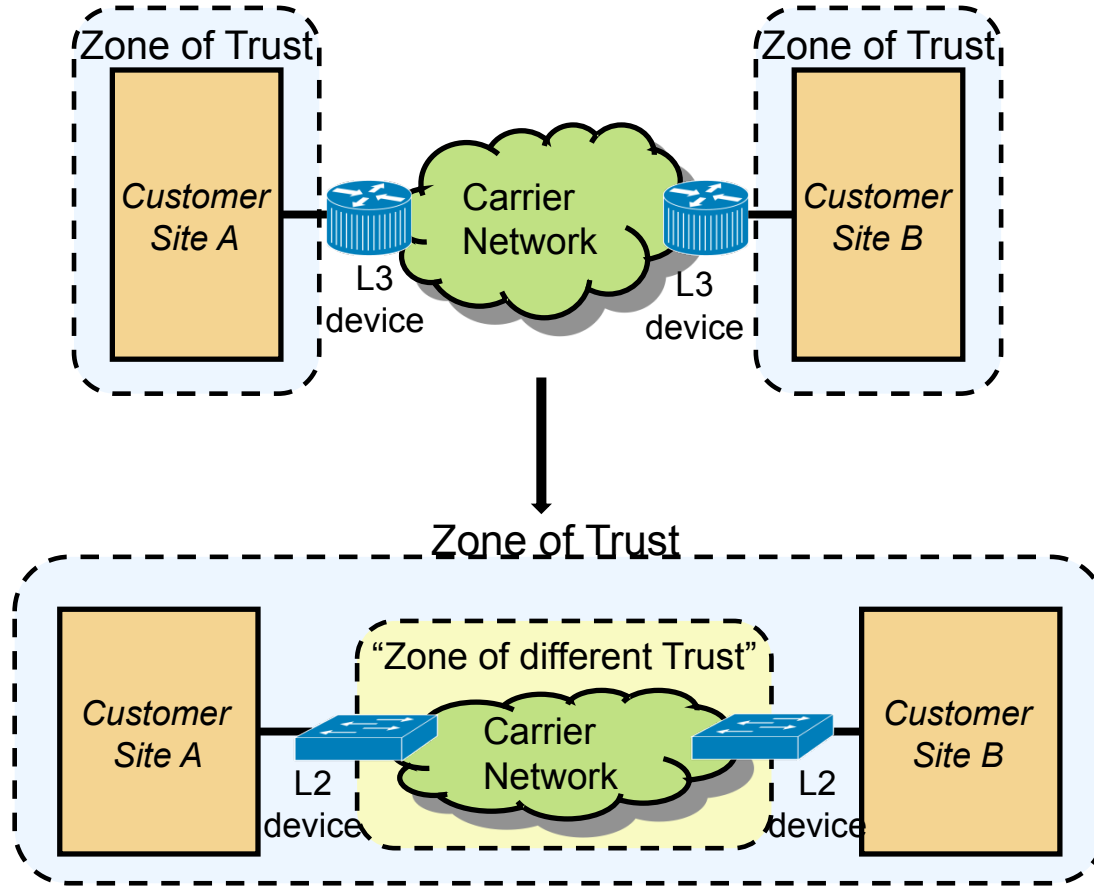 Zone of Trust
Zone of Trust
Customer
Site A
Carrier
Network
Customer
Site B
L3
device
L3
device
Zone of Trust
“Zone of different Trust”
Customer
Site A
Carrier
Network
Customer
Site B
L2
device
L2
device